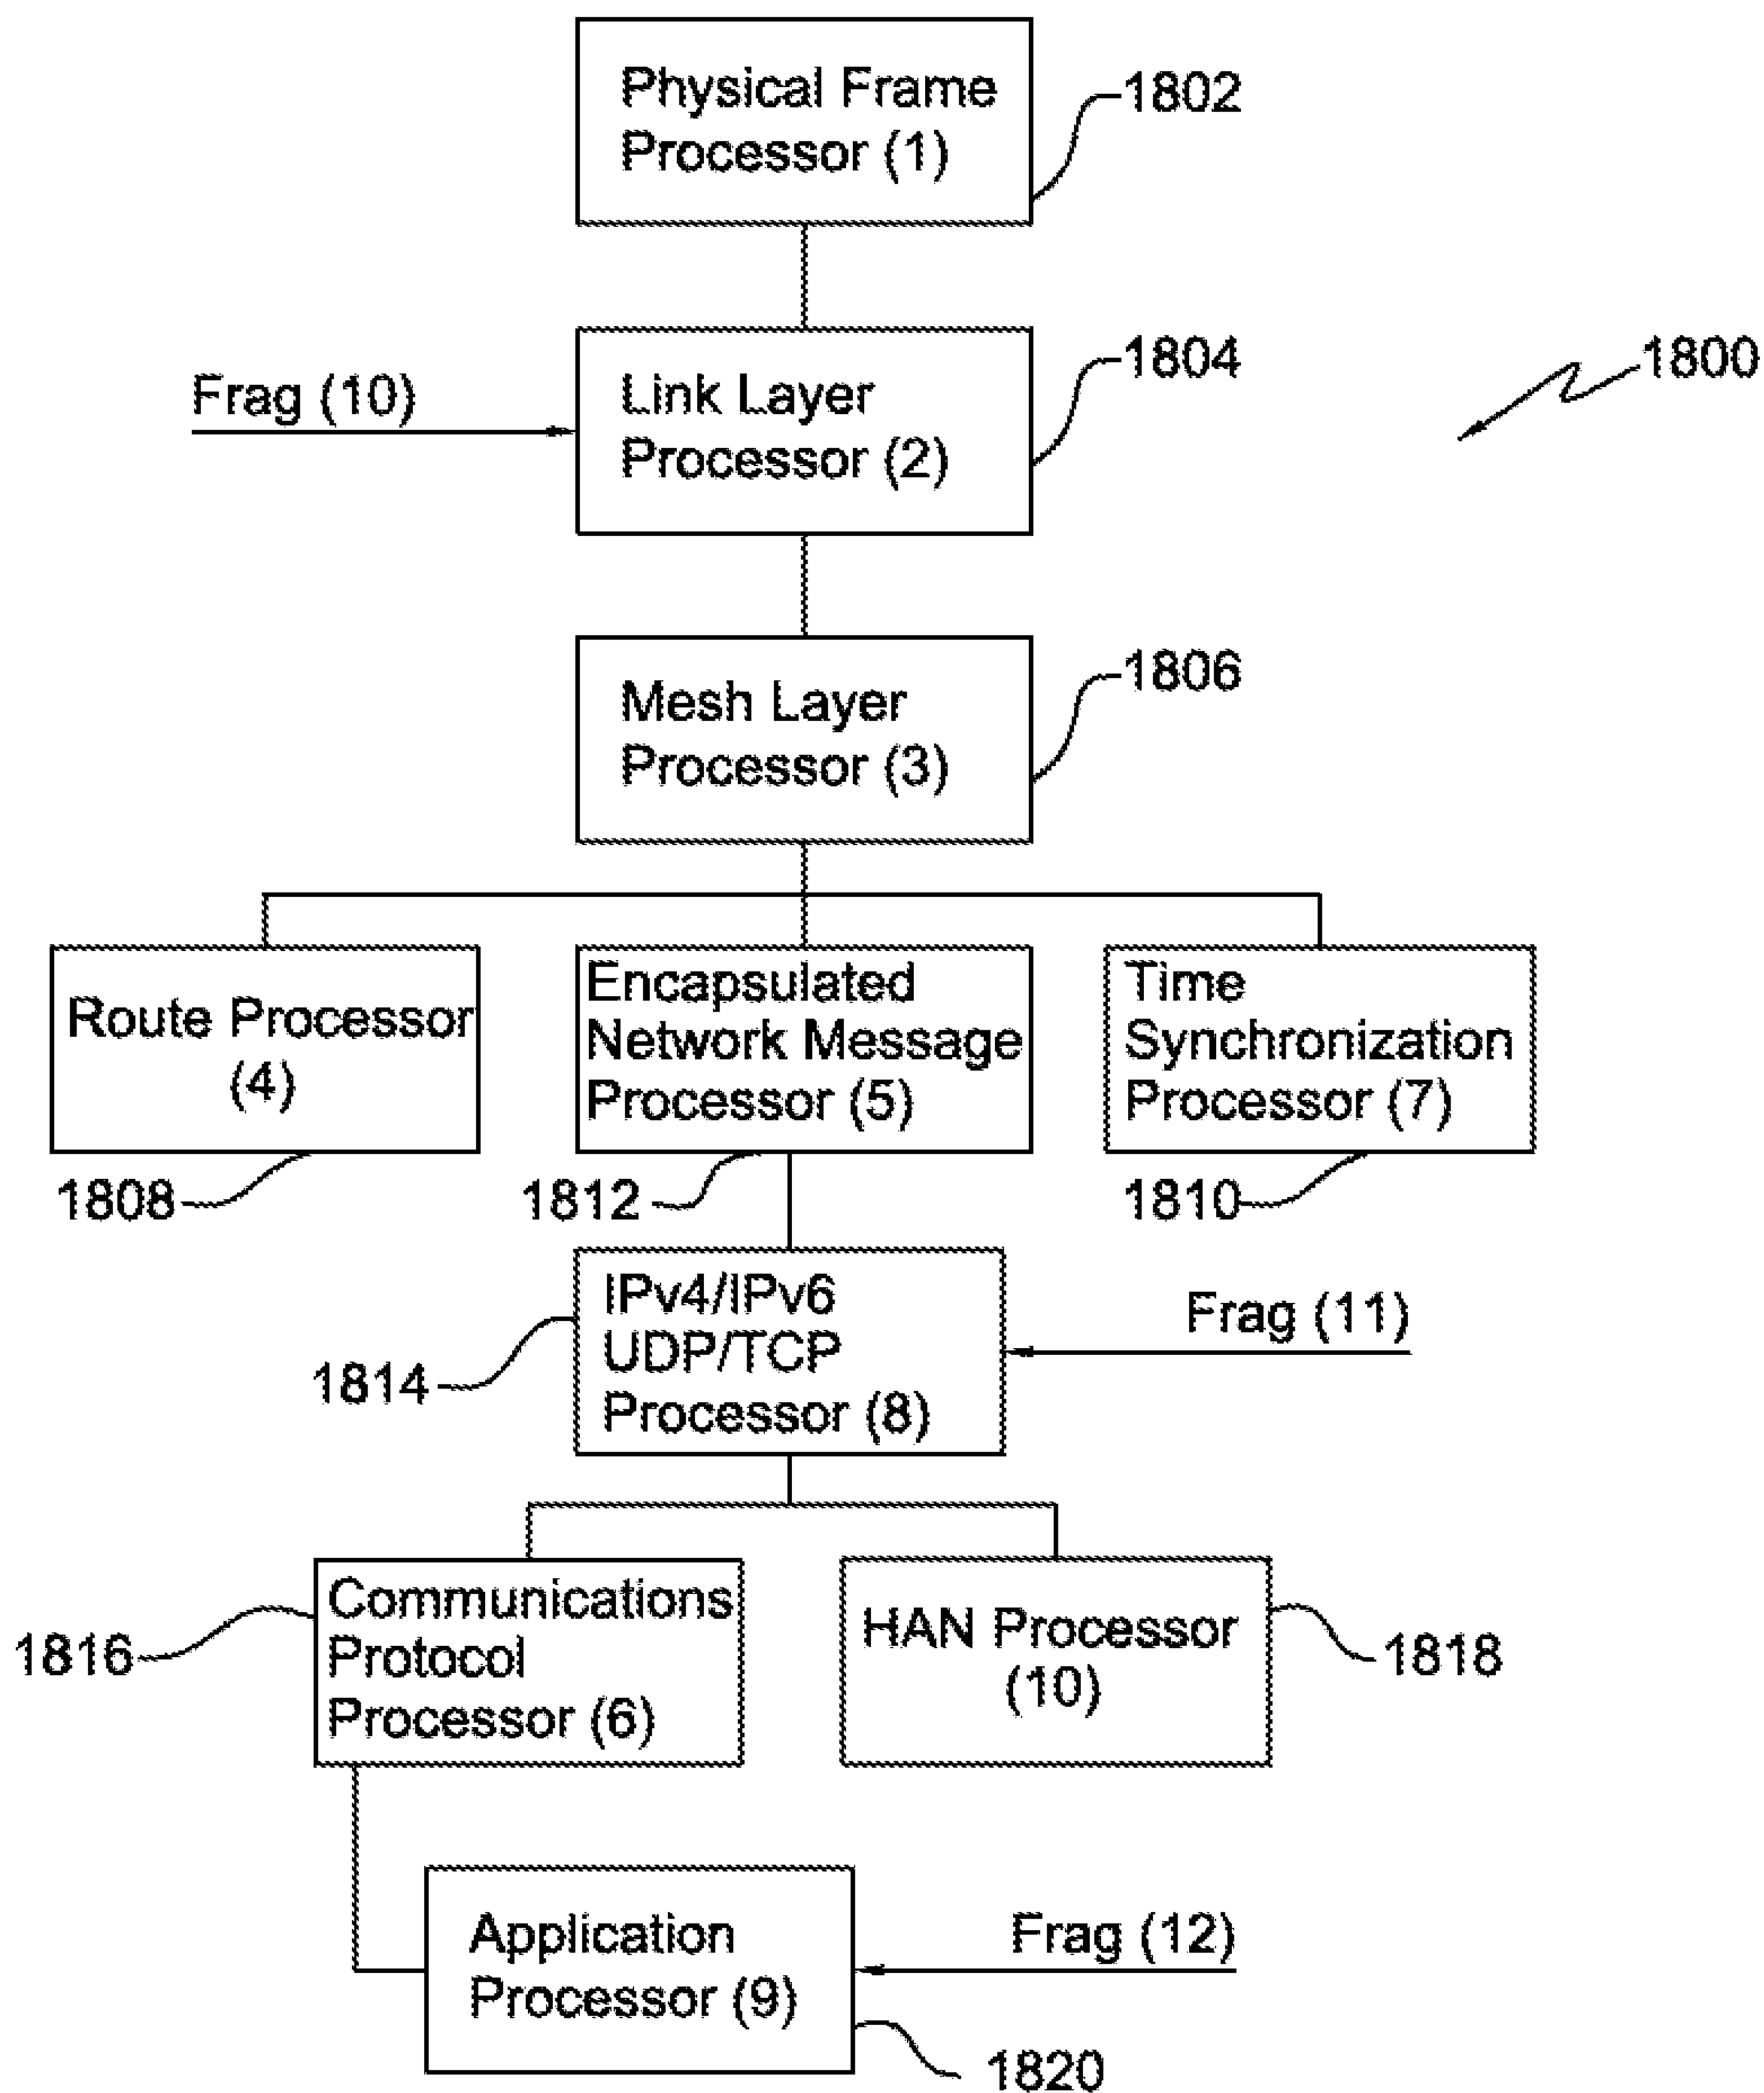 Physical Frame
Processor (1)
1802
Frag (10)
Link Layer
Processor (2)
1804
1800
Mesh Layer
Processor (3)
1806
Route Processor
(4)
1808
Encapsulated
Network Message
Processor (5)
1812
Time
Synchronization
Processor (7)
1810
IPv4/IPv6
UDP/TCP
Processor (8)
1814
Frag (11)
Communications
Protocol
Processor (6)
1816
HAN Processor
(10)
1818
Application
Processor (9)
Frag (12)
1820